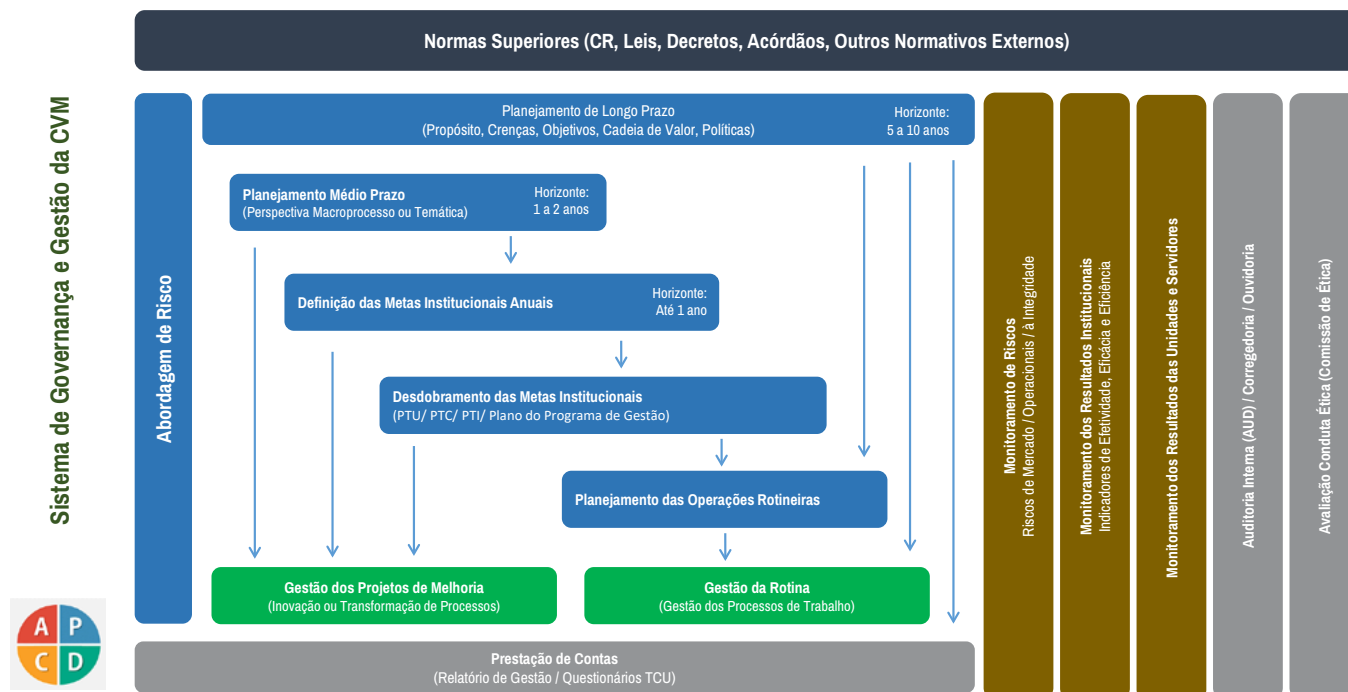 Normas Superiores (CR, Leis, Decretos, Acórdãos, Outros Normativos Externos)
Sistema de Governança e Gestão da CVM
Abordagem de Risco
Planejamento de Longo Prazo
(Propósito, Crenças, Objetivos, Cadeia de Valor, Políticas)
Horizonte:
5 a 10 anos
Planejamento Médio Prazo
(Perspectiva Macroprocesso ou Temática)
Horizonte:
1 a 2 anos
Definição das Metas Institucionais Anuais
Horizonte:
Até 1 ano
Desdobramento das Metas Institucionais
(PTU/ PTC/ PTI/ Plano do Programa de Gestão)
Planejamento das Operações Rotineiras
Gestão dos Projetos de Melhoria
(Inovação ou Transformação de Processos)
Gestão da Rotina
(Gestão dos Processos de Trabalho)
Prestação de Contas
(Relatório de Gestão / Questionários TCU)
Monitoramento de Riscos
Riscos de Mercado / Operacionais / à Integridade
Monitoramento dos Resultados Institucionais
Indicadores de Efetividade, Eficácia e Eficiência
Monitoramento dos Resultados das Unidades e Servidores
Auditoria Interna (AUD) / Corregedoria / Ouvidoria
Avaliação Conduta Ética (Comissão de Ética)
A P
C D